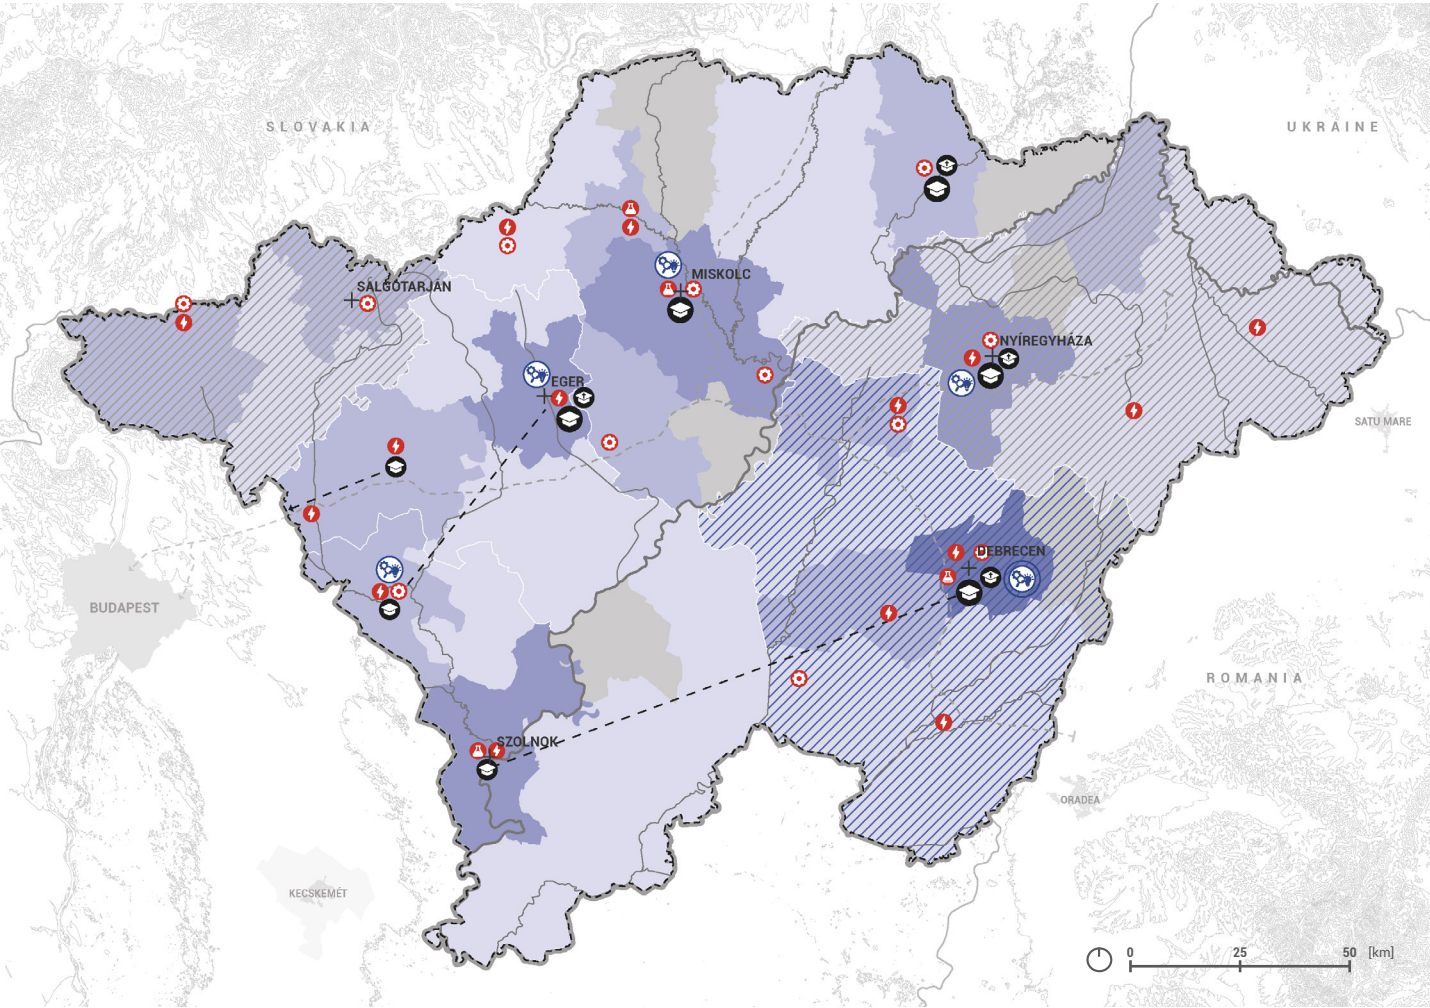 SLOVAKIA
UKRAINE
MISKOLC
SALGÓTARJÁN
NYÍREGYHÁZA
EGER
SATU MARE
DEBRECEN
BUDAPEST
ROMANIA
SZOLNOK
ORADEA
KECSKEMÉT
0 25 50 [km]